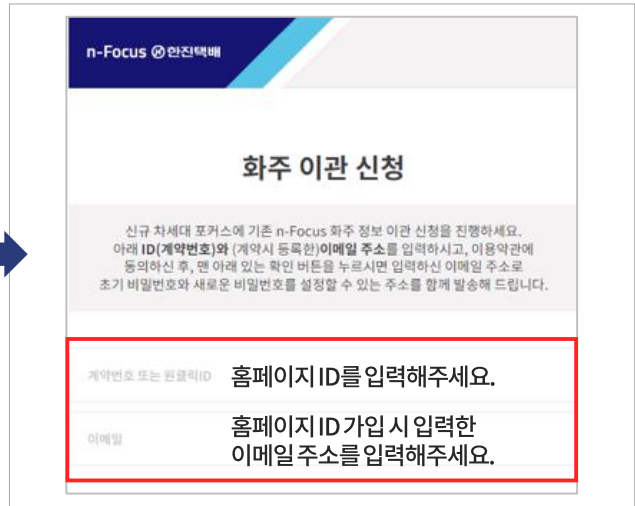 n-Focus 한진택배
화주 이관 신청
신규 차세대 포커스에 기존 n-Focus 화주 정보 이관 신청을 진행하세요.
아래 ID(계약번호)와 (계약시 등록한)이메일 주소를 입력하시고, 이용약관에
동의하신 후, 맨 아래 있는 확인 버튼을 누르시면 입력하신 이메일 주소로
초기 비밀번호와 새로운 비밀번호를 설정할 수 있는 주소를 함께 발송해 드립니다.
계약번호 또는 원클릭ID 홈페이지 ID를 입력해주세요.
홈페이지 ID 가입 시 입력한
이메일 이메일 주소를 입력해주세요.